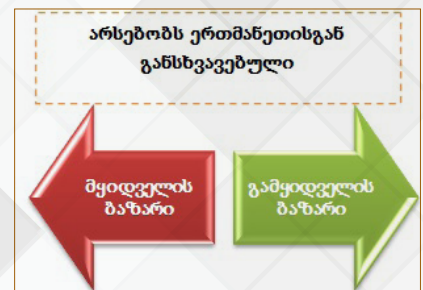 არსებობს ერთმანეთისგან
განსხვავებული
მყიდველის
ბაზარი
გამყიდველის
ბაზარი